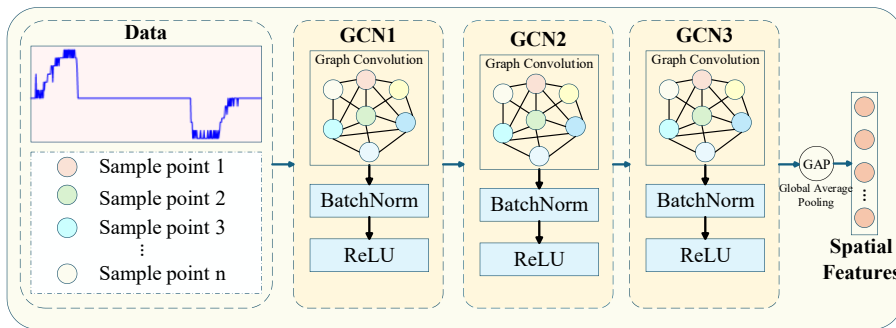 Data
Sample point 1
Sample point 2
Sample point 3
⋮
Sample point n
GCN1
Graph Convolution
BatchNorm
ReLU
GCN2
Graph Convolution
BatchNorm
ReLU
GCN3
Graph Convolution
BatchNorm
ReLU
GAP
Global Average
Pooling
⋮
Spatial
Features